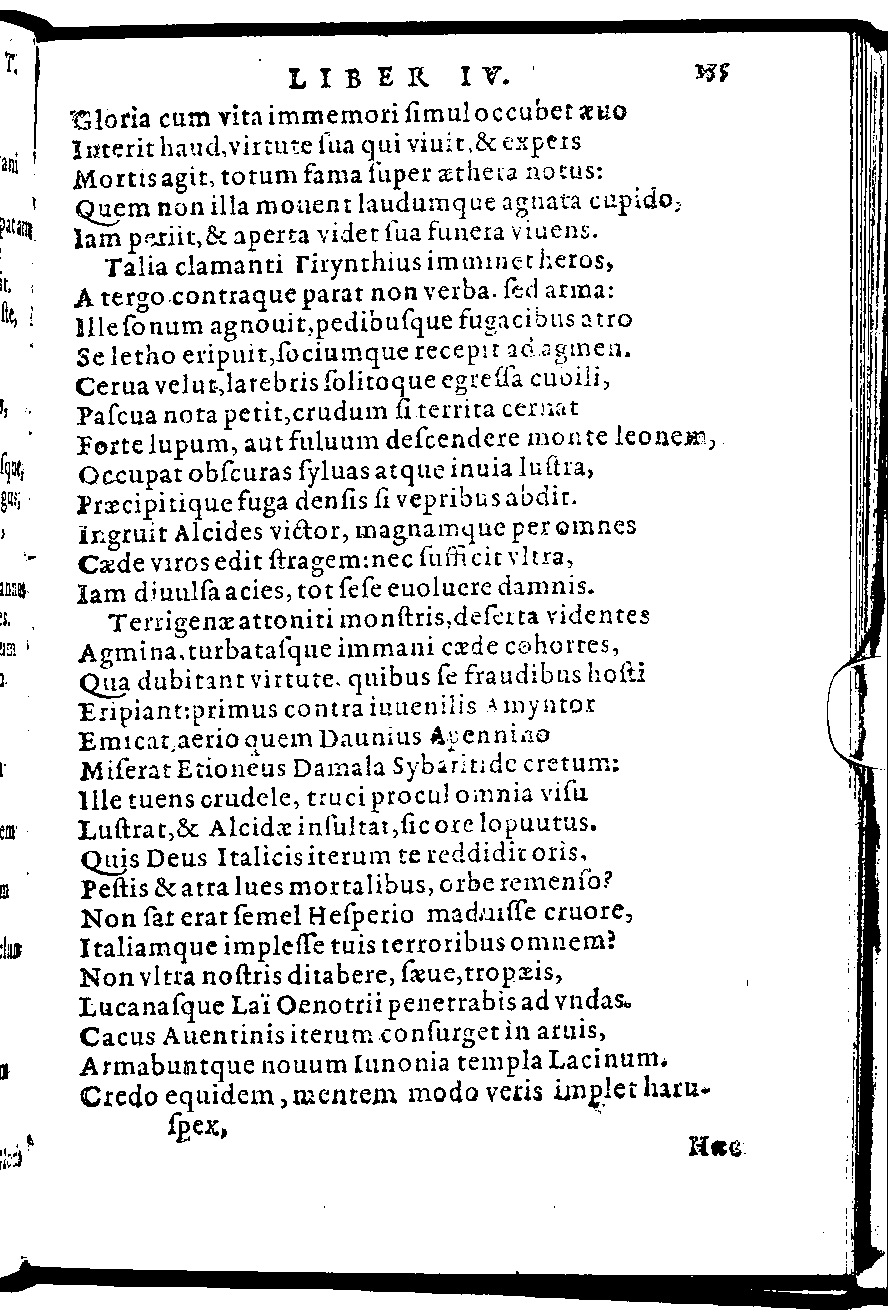 LIBER IV. 135
Gloria cum vita immemori ſimul occubet æuo
Interit haud, virtute ſua qui viuit, & expers
Mortis agit, totum fama ſuper æthera notus:
Quem non illa mouent laudumque agnata cupido,
Iam periit, & aperta videt ſua funera viuens.
Talia clamanti Tirynthius imminet heros,
A tergo contraque parat non verba. ſed arma:
Ille ſonum agnouit, pedibuſque fugacibus atro
Se letho eripuit, ſociumque recepit ad agmen.
Cerua velut, latebris ſolitoque egreſſa cubili,
Paſcua nota petit, crudum ſi territa cernat
Forte lupum, aut fuluum deſcendere monte leonem,
Occupat obſcuras ſyluas atque inuia luſtra,
Præcipitique fuga denſis ſi vepribus abdit.
Ingruit Alcides victor, magnamque per omnes
Cæde viros edit ſtragem: nec ſufficit vltra,
Iam diuulſa acies, tot ſeſe euoluere damnis.
Terrigenæ attoniti monſtris, deſerta videntes
Agmina, turbataſque immani cæde cohortes,
Qua dubitant virtute. quibus ſe fraudibus hoſti
Eripiant: primus contra iuuenilis Amyntor
Emicat, aerio quem Daunius Apennino
Miſerat Etionëus Damala Sybaritide cretum:
Ille tuens crudele, truci procul omnia viſu
Luſtrat, & Alcidæ inſultat, ſic ore lopuutus.
Quis Deus Italicis iterum te reddidit oris,
Peſtis & atra lues mortalibus, orbe remenſo?
Non ſat erat ſemel Heſperio maduiſſe cruore,
Italiamque impleſſe tuis terroribus omnem?
Non vltra noſtris ditabere, ſæue, tropæis,
Lucanaſque Laï Oenotrii penetrabis ad vndas.
Cacus Auentinis iterum conſurget in aruis,
Armabuntque nouum Iunonia templa Lacinum.
Credo equidem, mentem modo veris implet haru-
ſpex,
Hæc